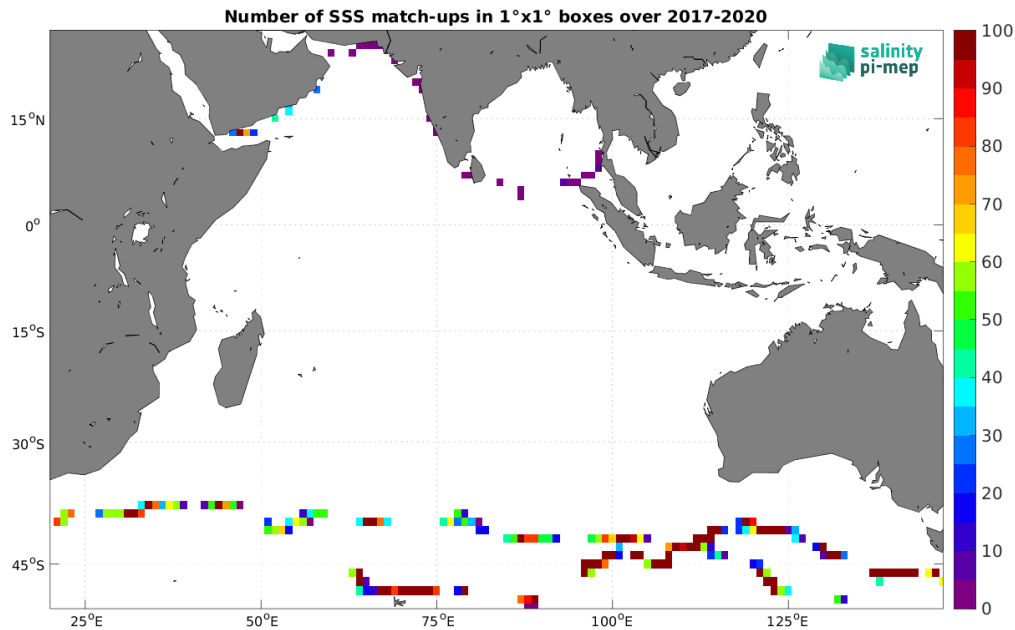 Number of SSS match-ups in 1°x1° boxes over 2017-2020
salinity
pi-mep
100
90
80
70
60
50
40
30
20
10
0
15°N
0°
15°S
30°S
45°S
25°E
50°E
75°E
100°E
125°E